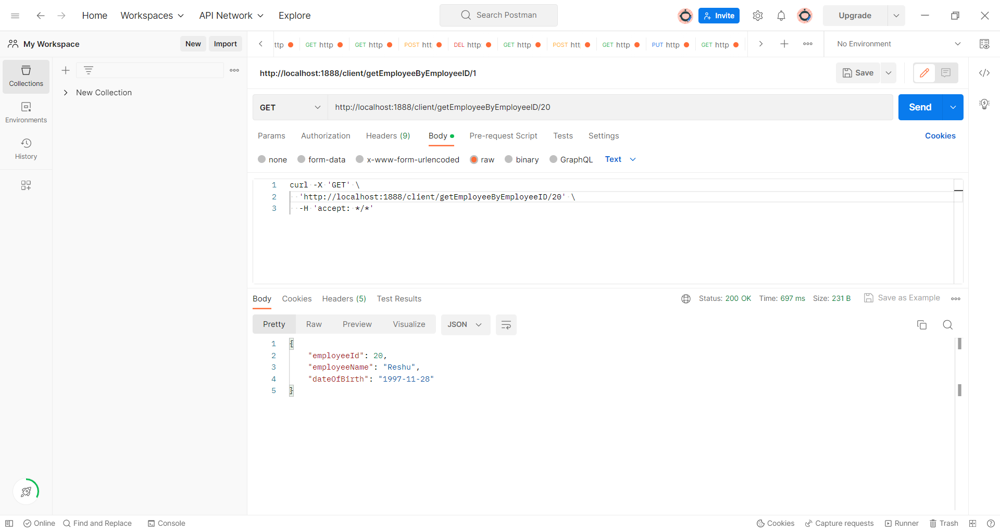 Home Workspaces API Network Explore Search Postman Invite Upgrade
My Workspace New Import ttp GET http GET http POST htt DEL http GET http POST htt GET http PUT http GET http No Environment
Collections
Environments
History
New Collection
http://localhost:1888/client/getEmployeeByEmployeeID/1 Save
GET http://localhost:1888/client/getEmployeeByEmployeeID/20 Send
Params Authorization Headers (9) Body Pre-request Script Tests Settings Cookies
none form-data x-www-form-urlencoded raw binary GraphQL Text
1 curl -X 'GET' \
2 'http://localhost:1888/client/getEmployeeByEmployeeID/20' \
3 -H 'accept: */*'
Body Cookies Headers (5) Test Results Status: 200 OK Time: 697 ms Size: 231 B Save as Example
Pretty Raw Preview Visualize JSON
1 {
2 "employeeId": 20,
3 "employeeName": "Reshu",
4 "dateOfBirth": "1997-11-28"
5 }
Online Find and Replace Console Cookies Capture requests Runner Trash